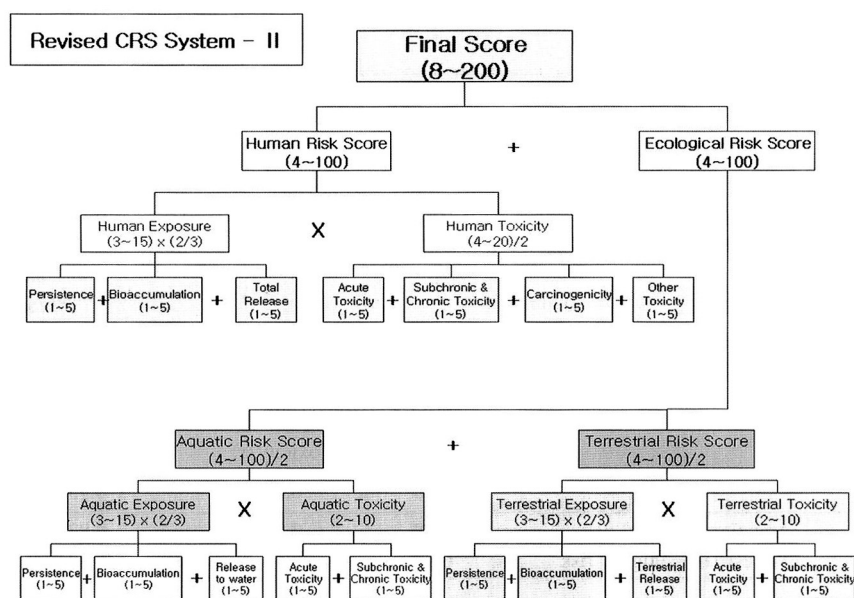 Revised CRS System - II
Final Score
(8~200)
Human Risk Score
(4~100)
+
Ecological Risk Score
(4~100)
Human Exposure
(3~15) x (2/3)
X
Human Toxicity
(4~20)/2
Persistence
(1~5)
+
Bioaccumulation
(1~5)
+
Total
Release
(1~5)
Acute
Toxicity
(1~5)
+
Subchronic &
Chronic Toxicity
(1~5)
+
Carcinogenicity
(1~5)
+
Other
Toxicity
(1~5)
Aquatic Risk Score
(4~100)/2
+
Terrestrial Risk Score
(4~100)/2
Aquatic Exposure
(3~15) x (2/3)
X
Aquatic Toxicity
(2~10)
Terrestrial Exposure
(3~15) x (2/3)
X
Terrestrial Toxicity
(2~10)
Persistence
(1~5)
+
Bioaccumulation
(1~5)
+
Release
to water
(1~5)
Acute
Toxicity
(1~5)
+
Subchronic &
Chronic Toxicity
(1~5)
Persistence
(1~5)
+
Bioaccumulation
(1~5)
+
Terrestrial
Release
(1~5)
Acute
Toxicity
(1~5)
+
Subchronic &
Chronic Toxicity
(1~5)